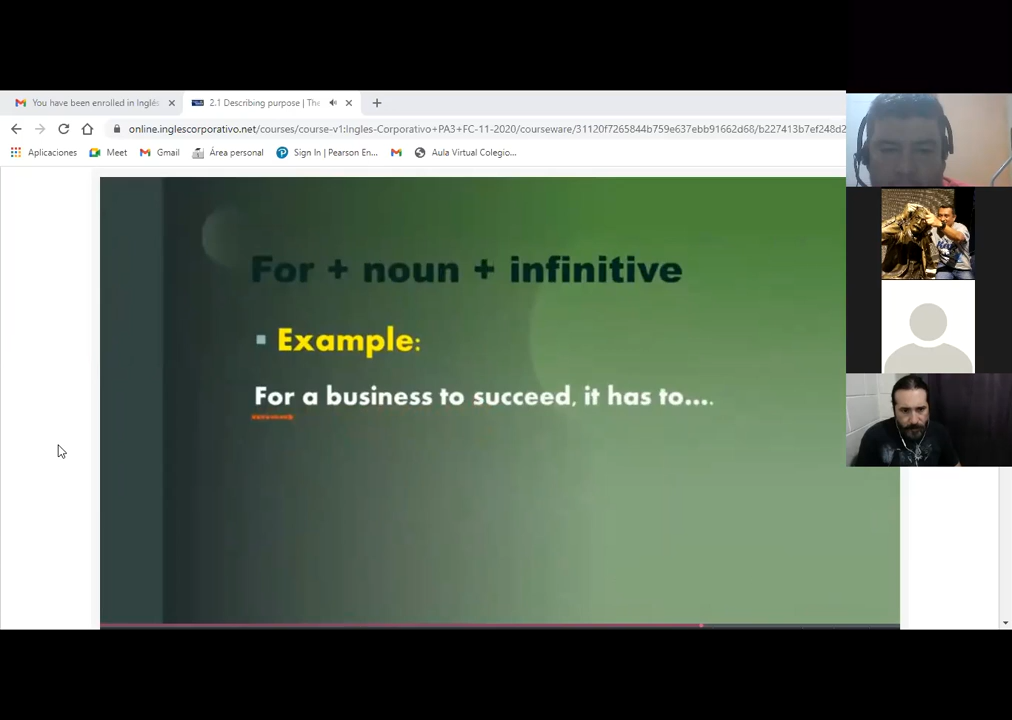 You have been enrolled in Inglés
2.1 Describing purpose | The
online.inglescorporativo.net/courses/course-v1:Ingles-Corporativo+PA3+FC-11-2020/courseware/31120f7265844b759e637ebb91662d68/b227413b7ef248d2
Aplicaciones Meet Gmail Área personal Sign In | Pearson En... Aula Virtual Colegio...
For + noun + infinitive
Example:
For a business to succeed, it has to....